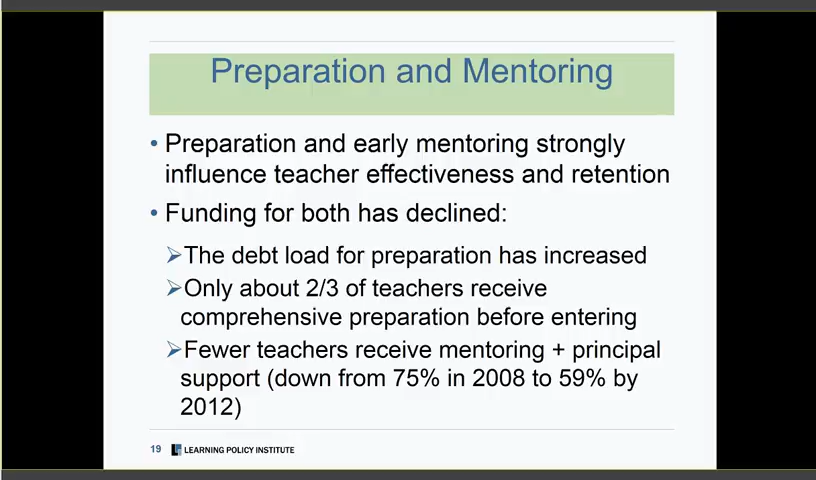 Preparation and Mentoring
• Preparation and early mentoring strongly
influence teacher effectiveness and retention
• Funding for both has declined:
➢The debt load for preparation has increased
➢Only about 2/3 of teachers receive
comprehensive preparation before entering
➢Fewer teachers receive mentoring + principal
support (down from 75% in 2008 to 59% by
2012)
19 LEARNING POLICY INSTITUTE